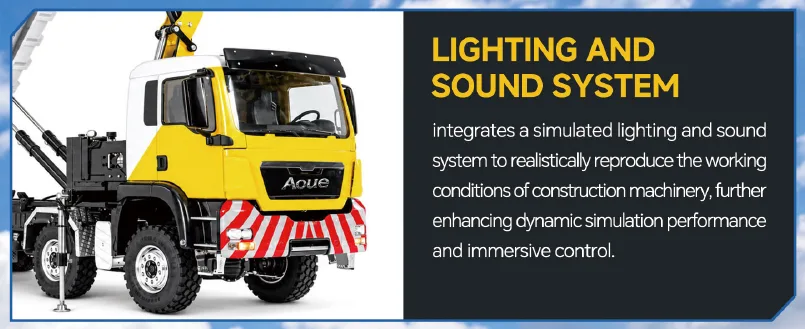 LIGHTING AND
SOUND SYSTEM
integrates a simulated lighting and sound
system to realistically reproduce the working
conditions of construction machinery, further
enhancing dynamic simulation performance
and immersive control.
Aoue